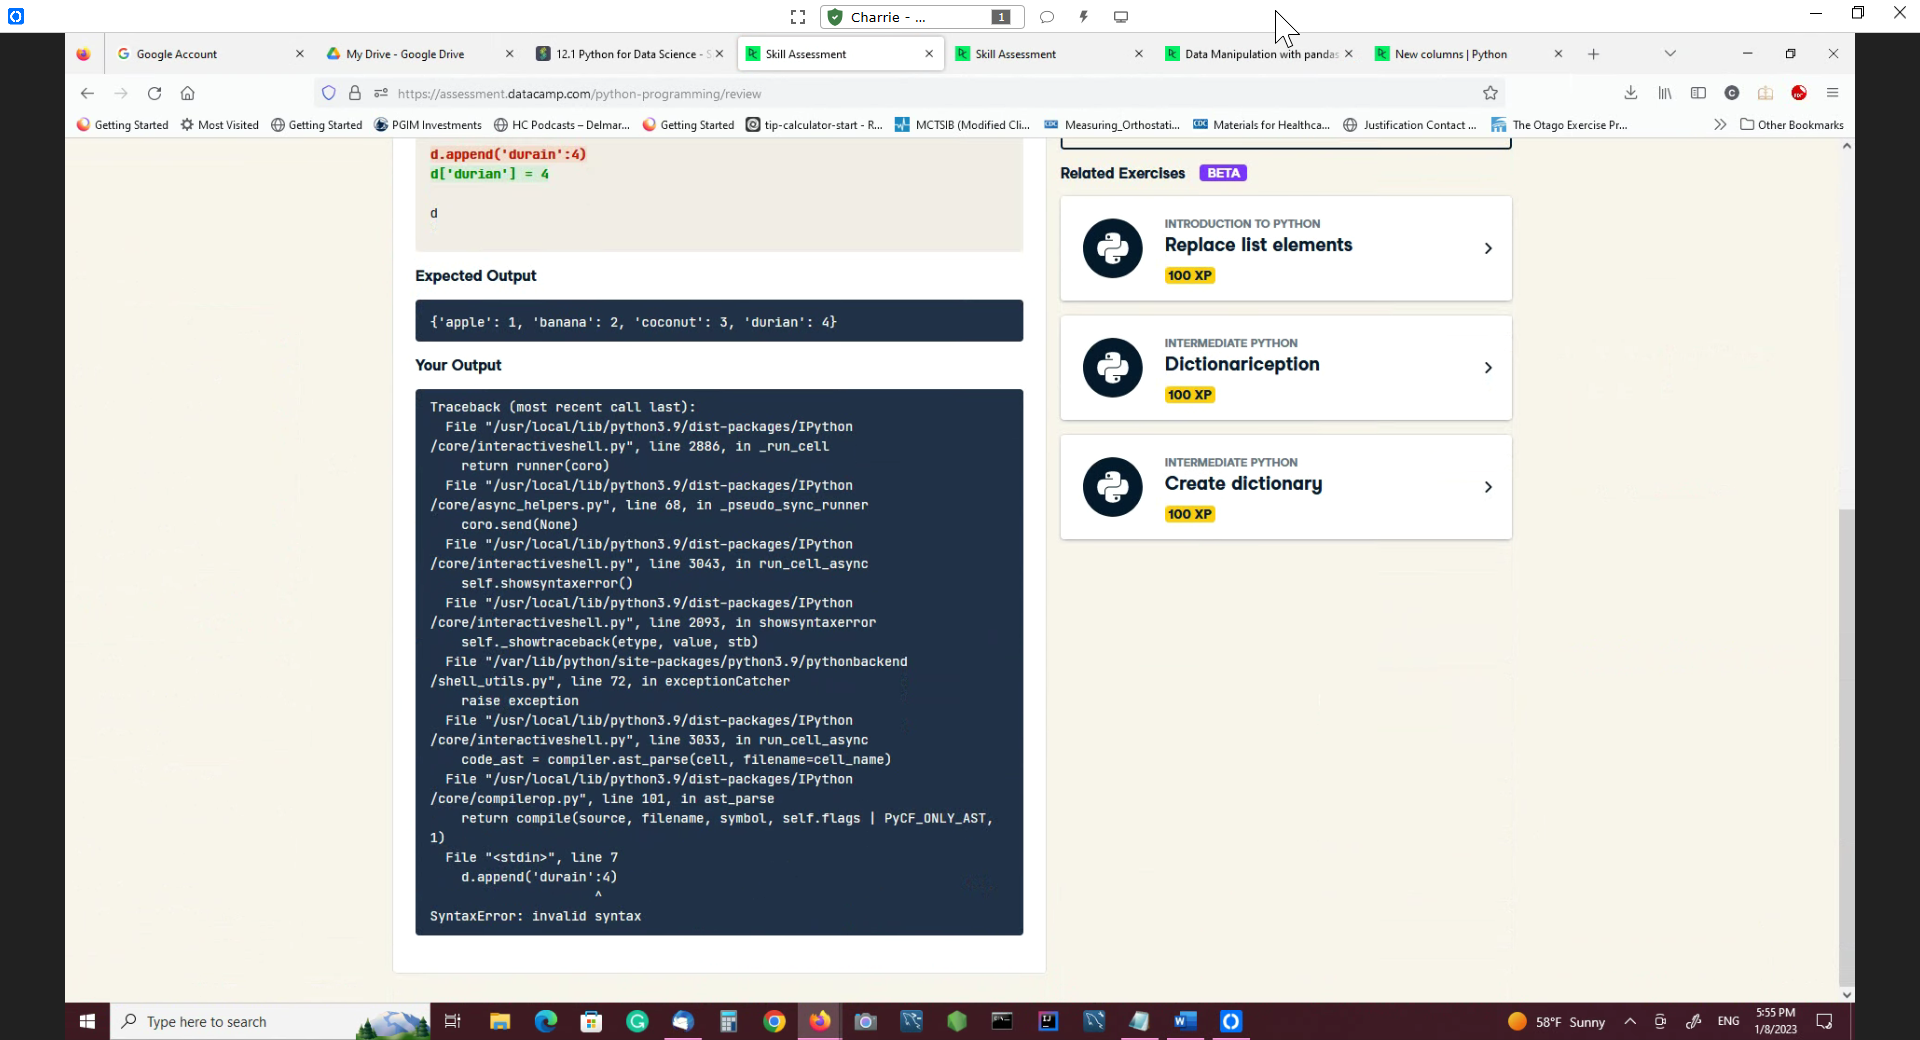 Charrie - ...
1
Google Account
My Drive - Google Drive
12.1 Python for Data Science - S
Skill Assessment
Skill Assessment
Data Manipulation with pandas
New columns | Python
https://assessment.datacamp.com/python-programming/review
Getting Started
Most Visited
Getting Started
PGIM Investments
HC Podcasts – Delmar...
Getting Started
tip-calculator-start - R...
MCTSIB (Modified Cli...
Measuring_Orthostati...
Materials for Healthca...
Justification Contact ...
The Otago Exercise Pr...
Other Bookmarks
d.append('durain':4)
d['durian'] = 4
d
Expected Output
{'apple': 1, 'banana': 2, 'coconut': 3, 'durian': 4}
Your Output
Traceback (most recent call last):
File "/usr/local/lib/python3.9/dist-packages/IPython
/core/interactiveshell.py", line 2886, in _run_cell
return runner(coro)
File "/usr/local/lib/python3.9/dist-packages/IPython
/core/async_helpers.py", line 68, in _pseudo_sync_runner
coro.send(None)
File "/usr/local/lib/python3.9/dist-packages/IPython
/core/interactiveshell.py", line 3043, in run_cell_async
self.showsyntaxerror()
File "/usr/local/lib/python3.9/dist-packages/IPython
/core/interactiveshell.py", line 2093, in showsyntaxerror
self._showtraceback(etype, value, stb)
File "/var/lib/python/site-packages/python3.9/pythonbackend
/shell_utils.py", line 72, in exceptionCatcher
raise exception
File "/usr/local/lib/python3.9/dist-packages/IPython
/core/interactiveshell.py", line 3033, in run_cell_async
code_ast = compiler.ast_parse(cell, filename=cell_name)
File "/usr/local/lib/python3.9/dist-packages/IPython
/core/compilerop.py", line 101, in ast_parse
return compile(source, filename, symbol, self.flags | PyCF_ONLY_AST,
1)
File "<stdin>", line 7
d.append('durain':4)
^
SyntaxError: invalid syntax
Related Exercises BETA
INTRODUCTION TO PYTHON
Replace list elements
100 XP
INTERMEDIATE PYTHON
Dictionariception
100 XP
INTERMEDIATE PYTHON
Create dictionary
100 XP
Type here to search
58°F Sunny
ENG
5:55 PM
1/8/2023